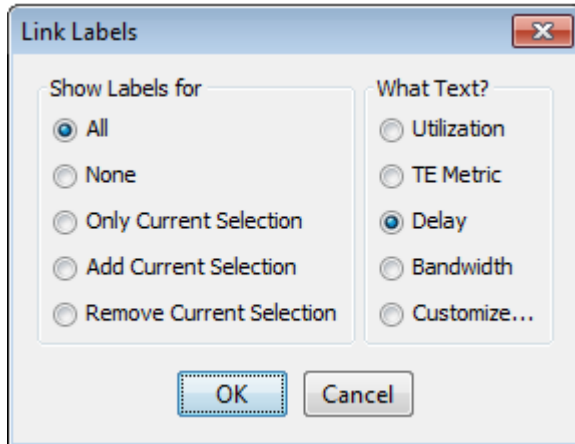 Link Labels
Show Labels for
All
None
Only Current Selection
Add Current Selection
Remove Current Selection
What Text?
Utilization
TE Metric
Delay
Bandwidth
Customize...
OK
Cancel